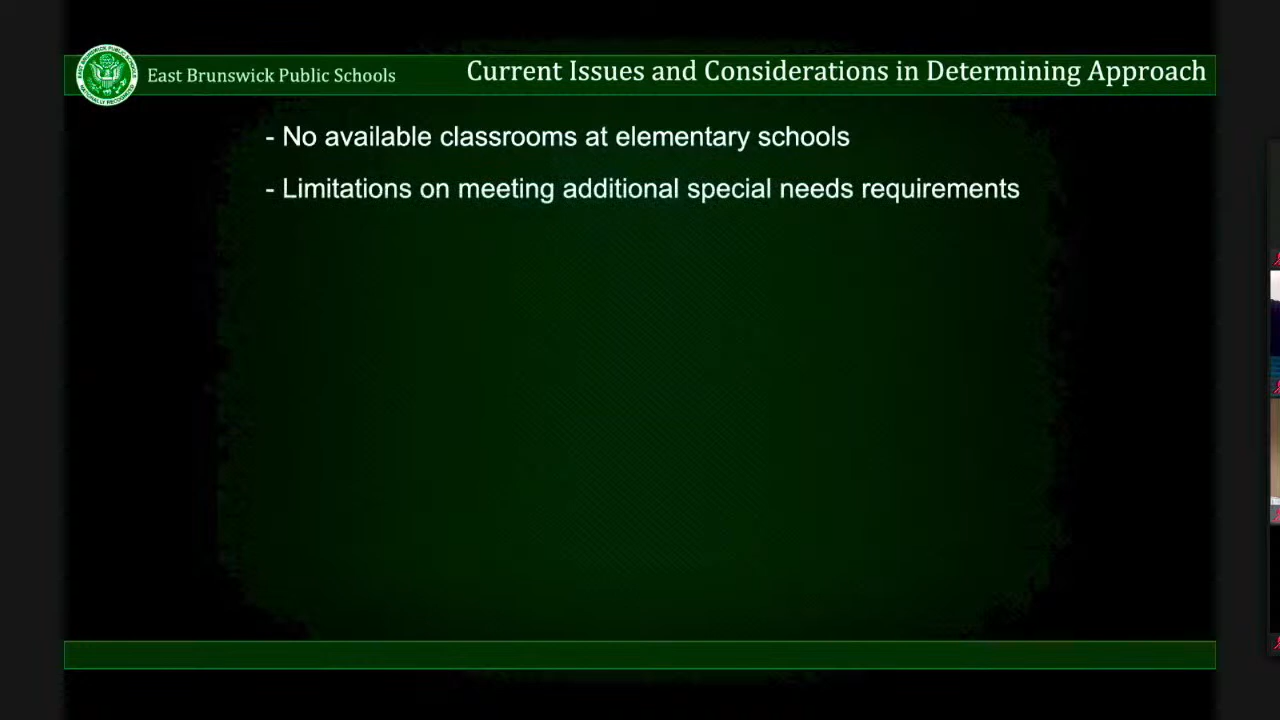 East Brunswick Public Schools
Current Issues and Considerations in Determining Approach
- No available classrooms at elementary schools
- Limitations on meeting additional special needs requirements